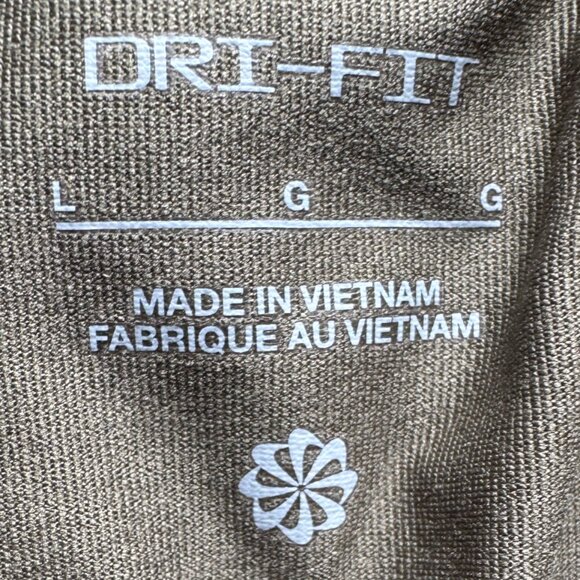 DRI-FIT
L G G
MADE IN VIETNAM
FABRIQUE AU VIETNAM